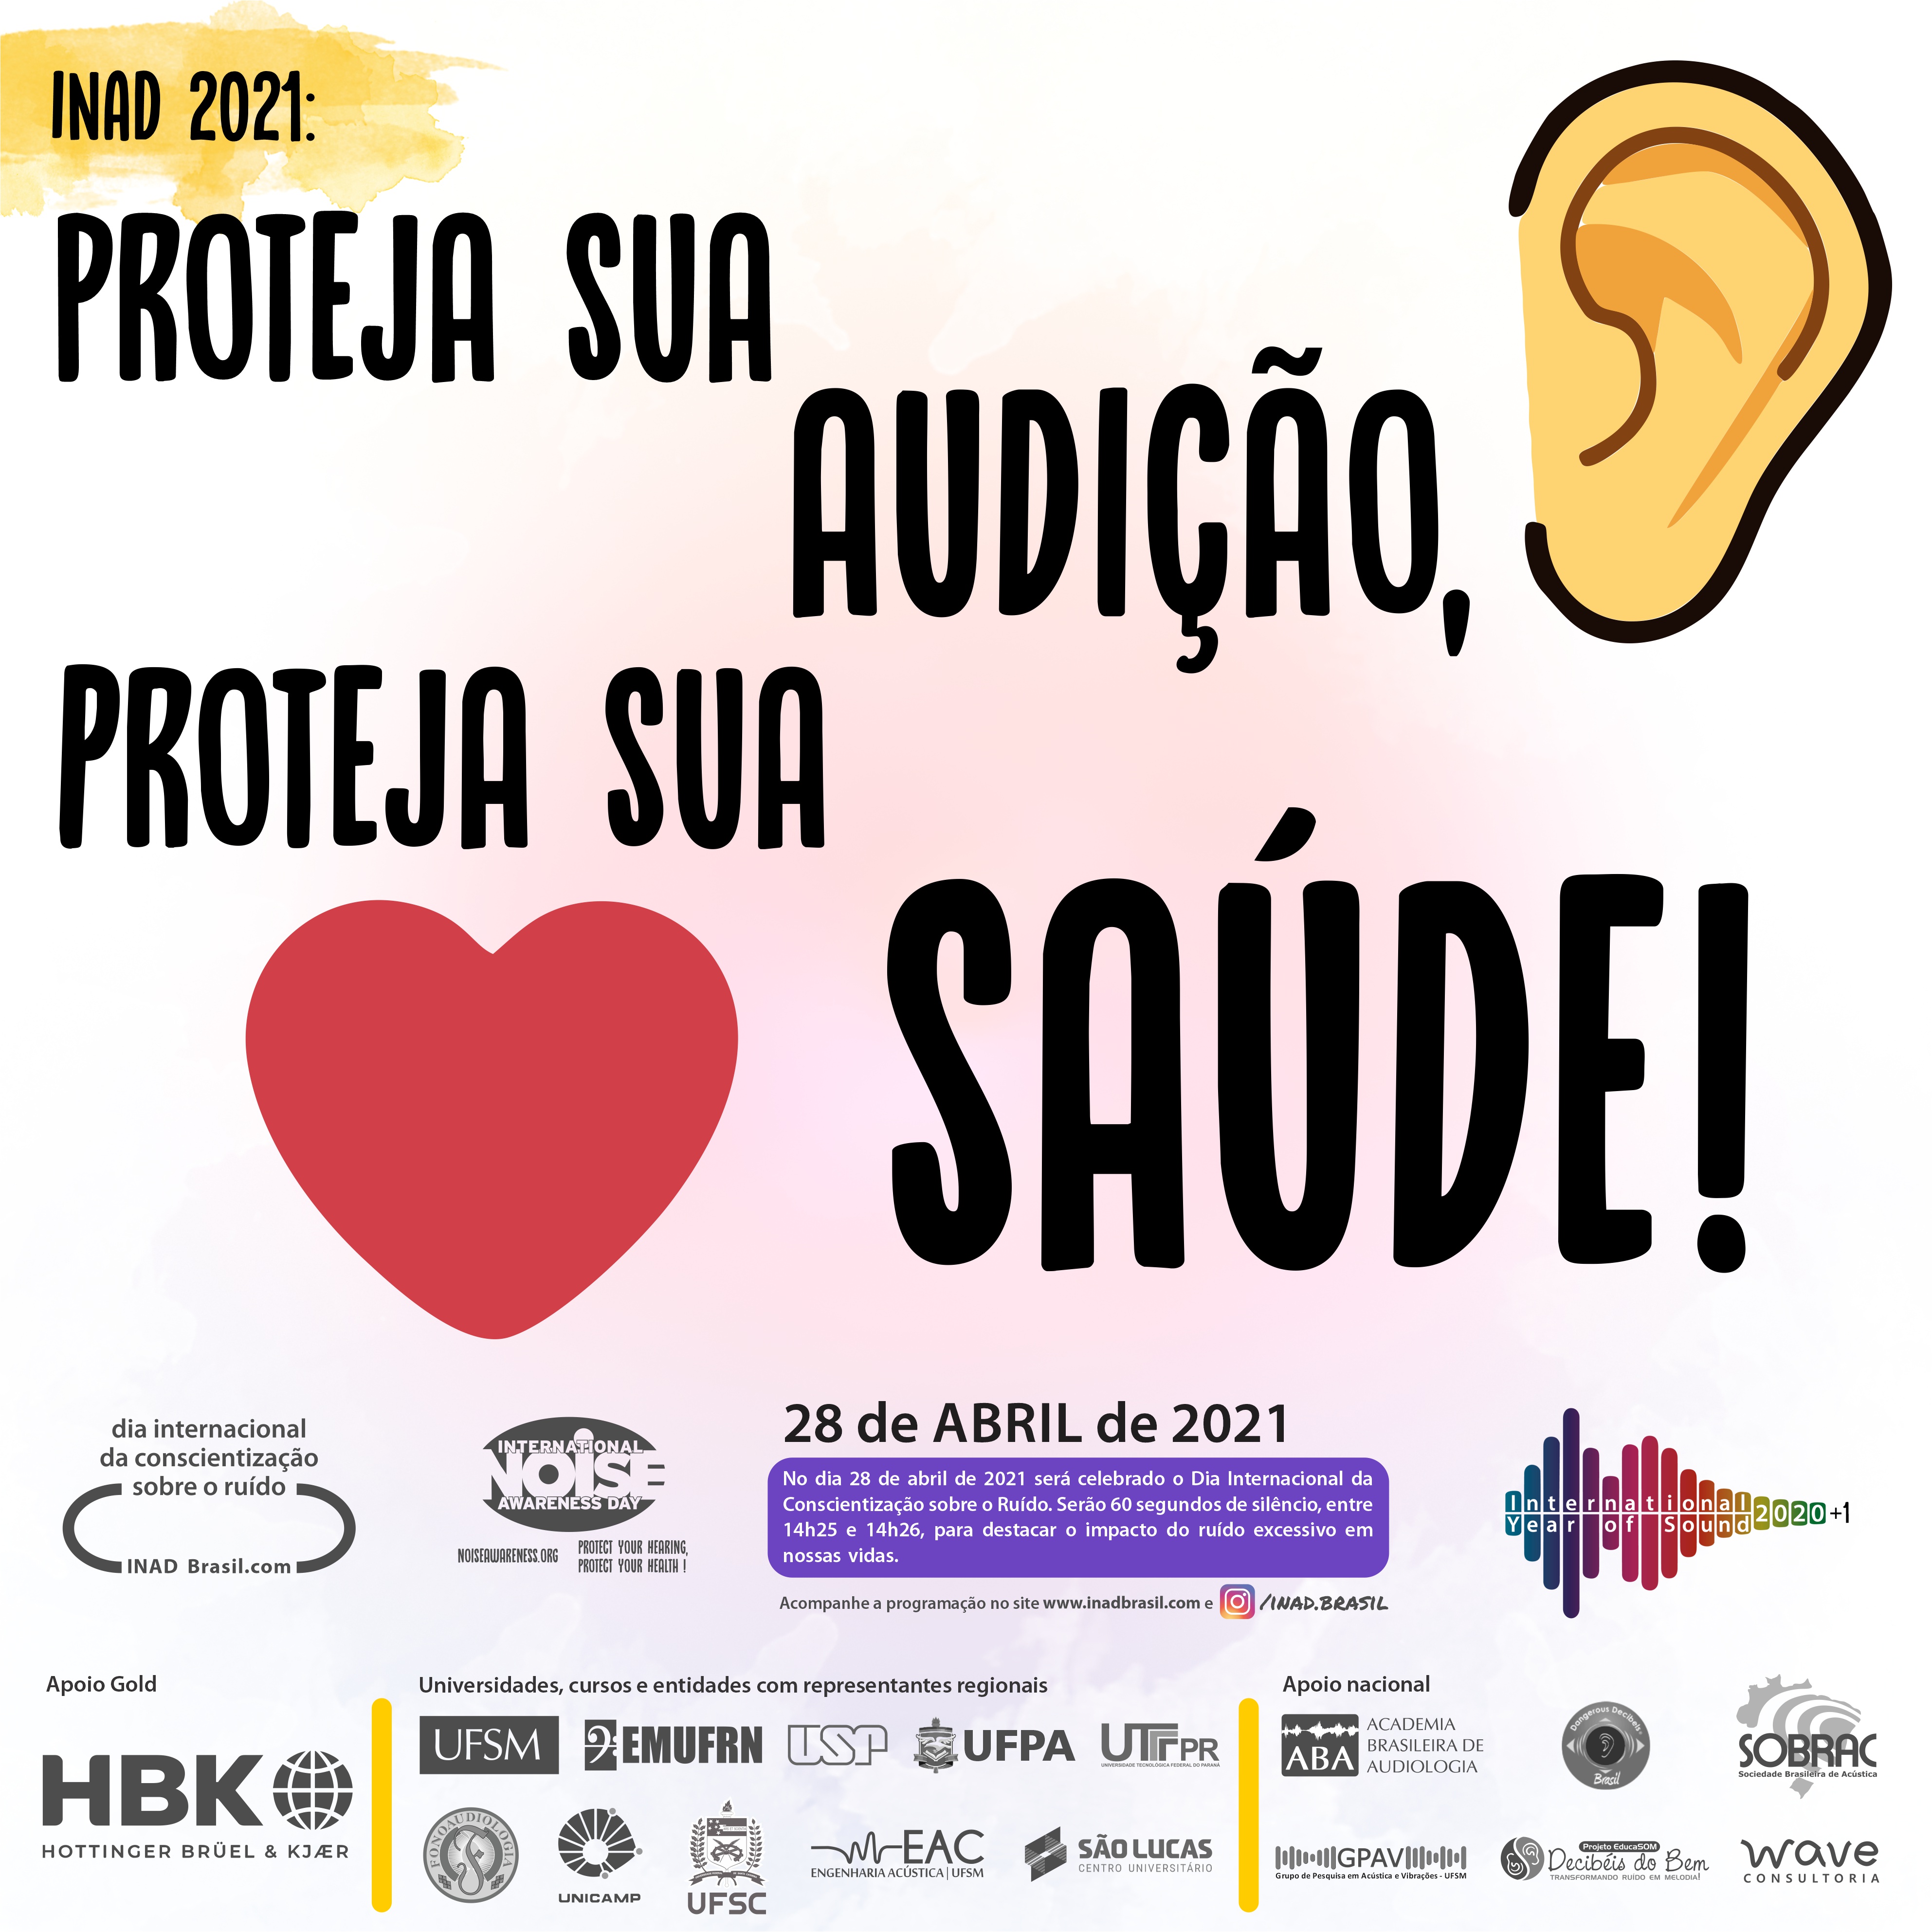 INAD 2021:
PROTEJA SUA
AUDIÇÃO,
PROTEJA SUA
SAÚDE!
dia internacional
da conscientização
sobre o ruído
INAD Brasil.com
INTERNATIONAL
NOISE
AWARENESS DAY
NOISEAWARENESS.ORG
PROTECT YOUR HEARING,
PROTECT YOUR HEALTH !
28 de ABRIL de 2021
No dia 28 de abril de 2021 será celebrado o Dia Internacional da
Conscientização sobre o Ruído. Serão 60 segundos de silêncio, entre
14h25 e 14h26, para destacar o impacto do ruído excessivo em
nossas vidas.
Acompanhe a programação no site www.inadbrasil.com e /INAD.BRASIL
International
Year of Sound 2020+1
Apoio Gold
HBK
HOTTINGER BRÜEL & KJÆR
Universidades, cursos e entidades com representantes regionais
UFSM
EMUFRN
USP
UFPA
UTFPR
UNIVERSIDADE TECNOLÓGICA FEDERAL DO PARANÁ
FONOAUDIOLOGIA
UNICAMP
UFSC
EAC
ENGENHARIA ACÚSTICA | UFSM
SÃO LUCAS
CENTRO UNIVERSITÁRIO
Apoio nacional
ABA
ACADEMIA
BRASILEIRA DE
AUDIOLOGIA
Dangerous Decibels
Brasil
SOBRAC
Sociedade Brasileira de Acústica
GPAV
Grupo de Pesquisa em Acústica e Vibrações - UFSM
Projeto EducaSOM
Decibéis do Bem
TRANSFORMANDO RUÍDO EM MELODIA!
wave
CONSULTORIA